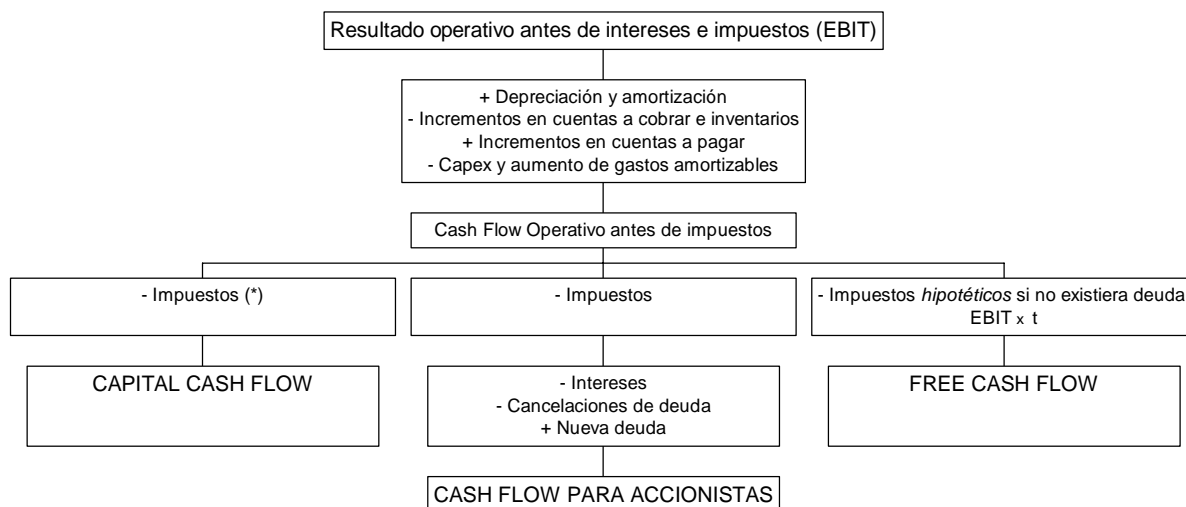 Resultado operativo antes de intereses e impuestos (EBIT)
+ Depreciación y amortización
- Incrementos en cuentas a cobrar e inventarios
+ Incrementos en cuentas a pagar
- Capex y aumento de gastos amortizables
Cash Flow Operativo antes de impuestos
- Impuestos (*)
- Impuestos
- Impuestos hipotéticos si no existiera deuda
EBIT x t
CAPITAL CASH FLOW
- Intereses
- Cancelaciones de deuda
+ Nueva deuda
FREE CASH FLOW
CASH FLOW PARA ACCIONISTAS